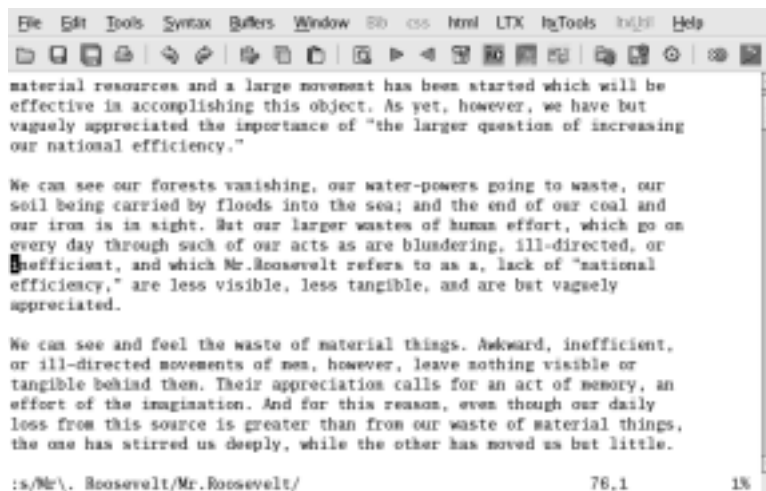 File Edit Tools Syntax Buffers Window Bib css html LTX ltxTools ltxUtil Help
material resources and a large movement has been started which will be
effective in accomplishing this object. As yet, however, we have but
vaguely appreciated the importance of "the larger question of increasing
our national efficiency."
We can see our forests vanishing, our water-powers going to waste, our
soil being carried by floods into the sea; and the end of our coal and
our iron is in sight. But our larger wastes of human effort, which go on
every day through such of our acts as are blundering, ill-directed, or
inefficient, and which Mr.Roosevelt refers to as a, lack of "national
efficiency," are less visible, less tangible, and are but vaguely
appreciated.
We can see and feel the waste of material things. Awkward, inefficient,
or ill-directed movements of men, however, leave nothing visible or
tangible behind them. Their appreciation calls for an act of memory, an
effort of the imagination. And for this reason, even though our daily
loss from this source is greater than from our waste of material things,
the one has stirred us deeply, while the other has moved us but little.
:s/Mr\. Roosevelt/Mr.Roosevelt/ 76,1 1%